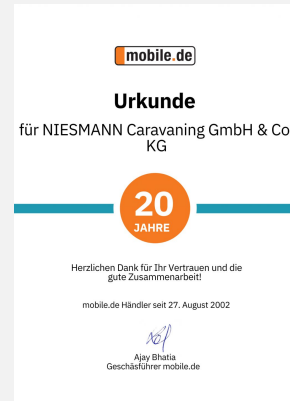 mobile.de
Urkunde
für NIESMANN Caravaning GmbH & Co
KG
20
JAHRE
Herzlichen Dank für Ihr Vertrauen und die
gute Zusammenarbeit!
mobile.de Händler seit 27. August 2002
Ajay Bhatia
Geschäsführer mobile.de